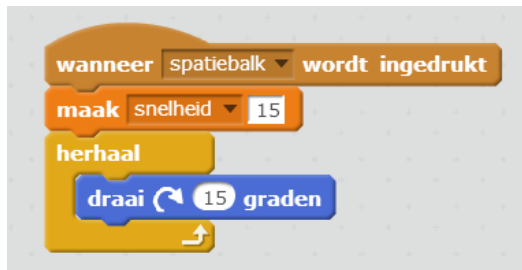 wanneer spatiebalk wordt ingedrukt
maak snelheid 15
herhaal
draai 15 graden